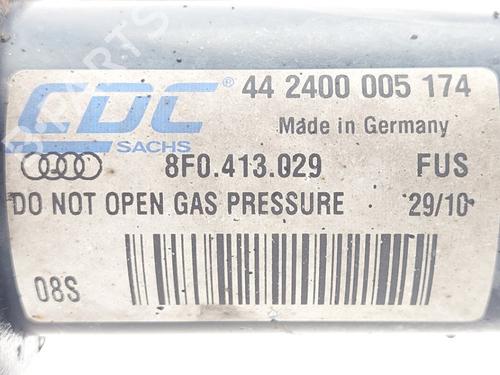 CDC® 44 2400 005 174
SACHS Made in Germany
8F0.413.029 FUS
DO NOT OPEN GAS PRESSURE 29/10
08S